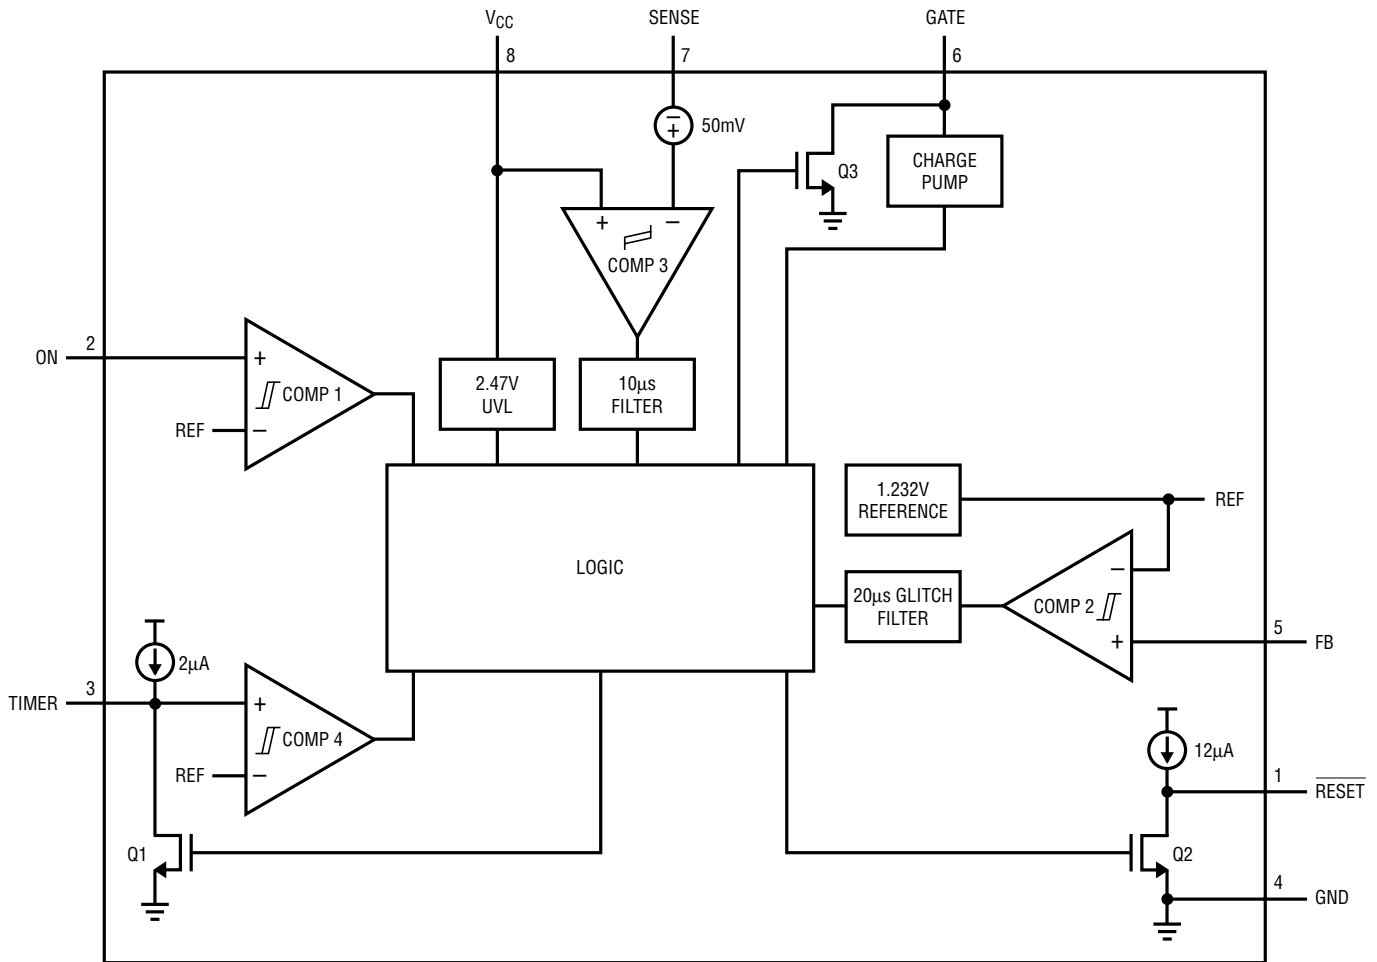 VCC
SENSE
GATE
8
7
6
− +
50mV
Q3
CHARGE
PUMP
+ −
COMP 3
2
ON
+
COMP 1
REF
−
2.47V
UVL
10µs
FILTER
1.232V
REFERENCE
REF
LOGIC
−
20µs GLITCH
FILTER
COMP 2
+
5
FB
2µA
3
TIMER
+
COMP 4
REF
−
12µA
1
RESET
Q1
Q2
4
GND